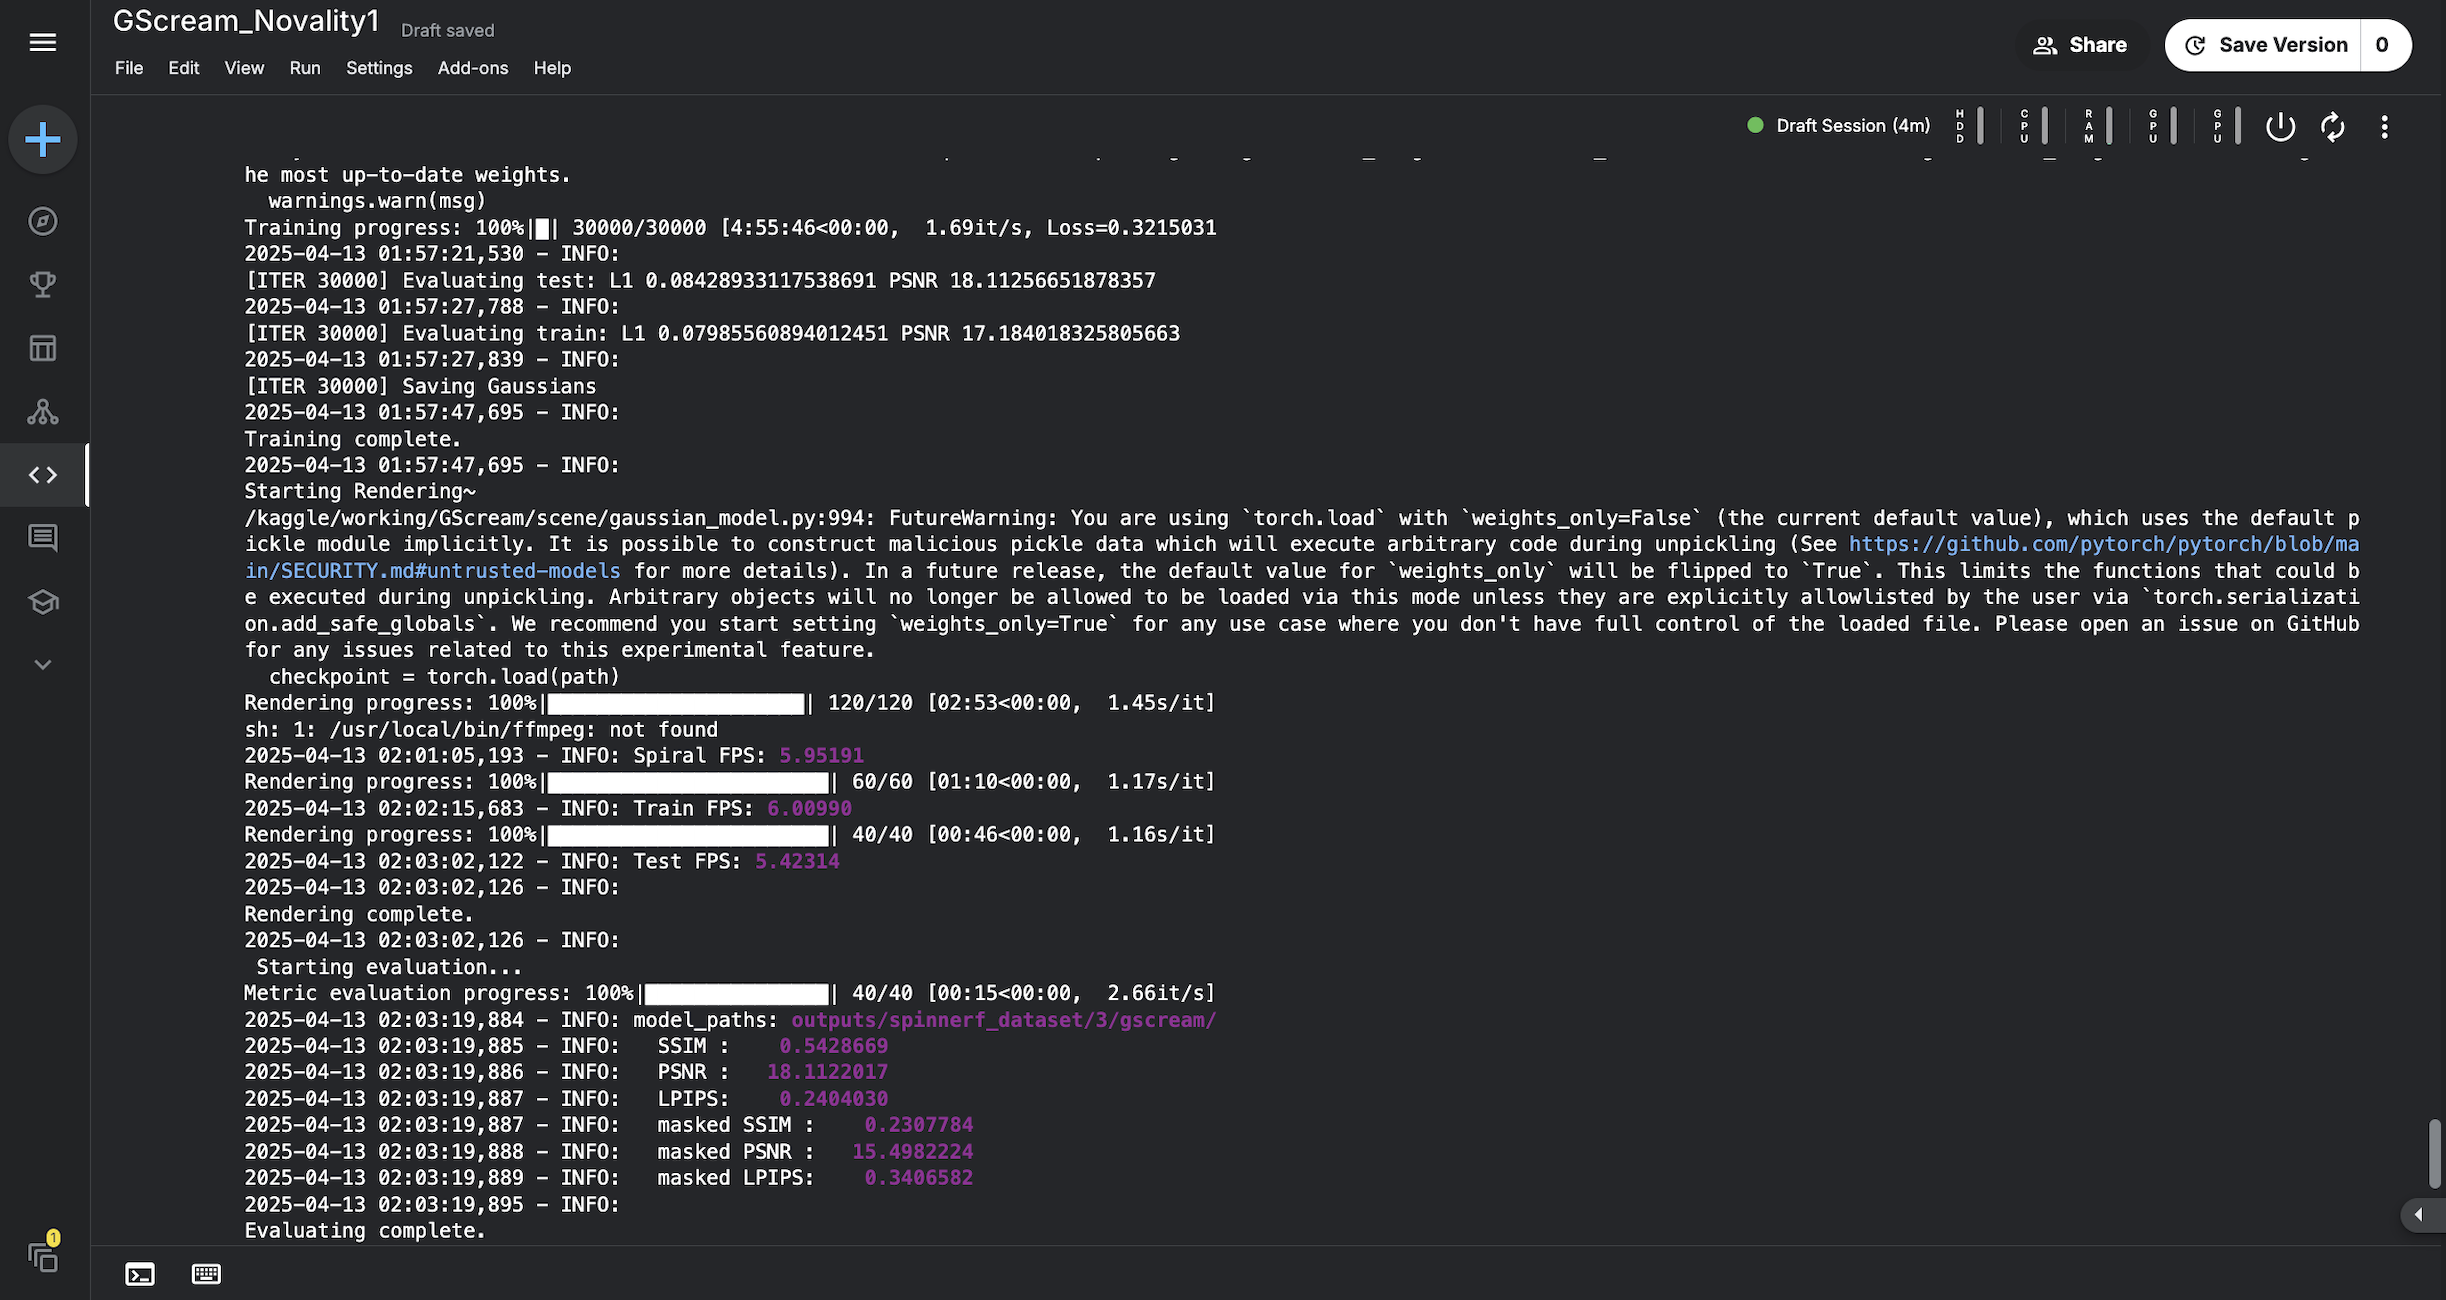 GScream_Novality1 Draft saved
File Edit View Run Settings Add-ons Help
Share
Save Version 0
Draft Session (4m) HDD CPU RAM GPU GPU
he most up-to-date weights.
  warnings.warn(msg)
Training progress: 100%|█| 30000/30000 [4:55:46<00:00,  1.69it/s, Loss=0.3215031
2025-04-13 01:57:21,530 - INFO:
[ITER 30000] Evaluating test: L1 0.08428933117538691 PSNR 18.11256651878357
2025-04-13 01:57:27,788 - INFO:
[ITER 30000] Evaluating train: L1 0.07985560894012451 PSNR 17.184018325805663
2025-04-13 01:57:27,839 - INFO:
[ITER 30000] Saving Gaussians
2025-04-13 01:57:47,695 - INFO:
Training complete.
2025-04-13 01:57:47,695 - INFO:
Starting Rendering~
/kaggle/working/GScream/scene/gaussian_model.py:994: FutureWarning: You are using `torch.load` with `weights_only=False` (the current default value), which uses the default p
ickle module implicitly. It is possible to construct malicious pickle data which will execute arbitrary code during unpickling (See https://github.com/pytorch/pytorch/blob/ma
in/SECURITY.md#untrusted-models for more details). In a future release, the default value for `weights_only` will be flipped to `True`. This limits the functions that could b
e executed during unpickling. Arbitrary objects will no longer be allowed to be loaded via this mode unless they are explicitly allowlisted by the user via `torch.serializati
on.add_safe_globals`. We recommend you start setting `weights_only=True` for any use case where you don't have full control of the loaded file. Please open an issue on GitHub
for any issues related to this experimental feature.
  checkpoint = torch.load(path)
Rendering progress: 100%|█████████████████████| 120/120 [02:53<00:00,  1.45s/it]
sh: 1: /usr/local/bin/ffmpeg: not found
2025-04-13 02:01:05,193 - INFO: Spiral FPS: 5.95191
Rendering progress: 100%|███████████████████████| 60/60 [01:10<00:00,  1.17s/it]
2025-04-13 02:02:15,683 - INFO: Train FPS: 6.00990
Rendering progress: 100%|███████████████████████| 40/40 [00:46<00:00,  1.16s/it]
2025-04-13 02:03:02,122 - INFO: Test FPS: 5.42314
2025-04-13 02:03:02,126 - INFO:
Rendering complete.
2025-04-13 02:03:02,126 - INFO:
 Starting evaluation...
Metric evaluation progress: 100%|███████████████| 40/40 [00:15<00:00,  2.66it/s]
2025-04-13 02:03:19,884 - INFO: model_paths: outputs/spinnerf_dataset/3/gscream/
2025-04-13 02:03:19,885 - INFO:   SSIM :    0.5428669
2025-04-13 02:03:19,886 - INFO:   PSNR :   18.1122017
2025-04-13 02:03:19,887 - INFO:   LPIPS:    0.2404030
2025-04-13 02:03:19,887 - INFO:   masked SSIM :    0.2307784
2025-04-13 02:03:19,888 - INFO:   masked PSNR :   15.4982224
2025-04-13 02:03:19,889 - INFO:   masked LPIPS:    0.3406582
2025-04-13 02:03:19,895 - INFO:
Evaluating complete.
1